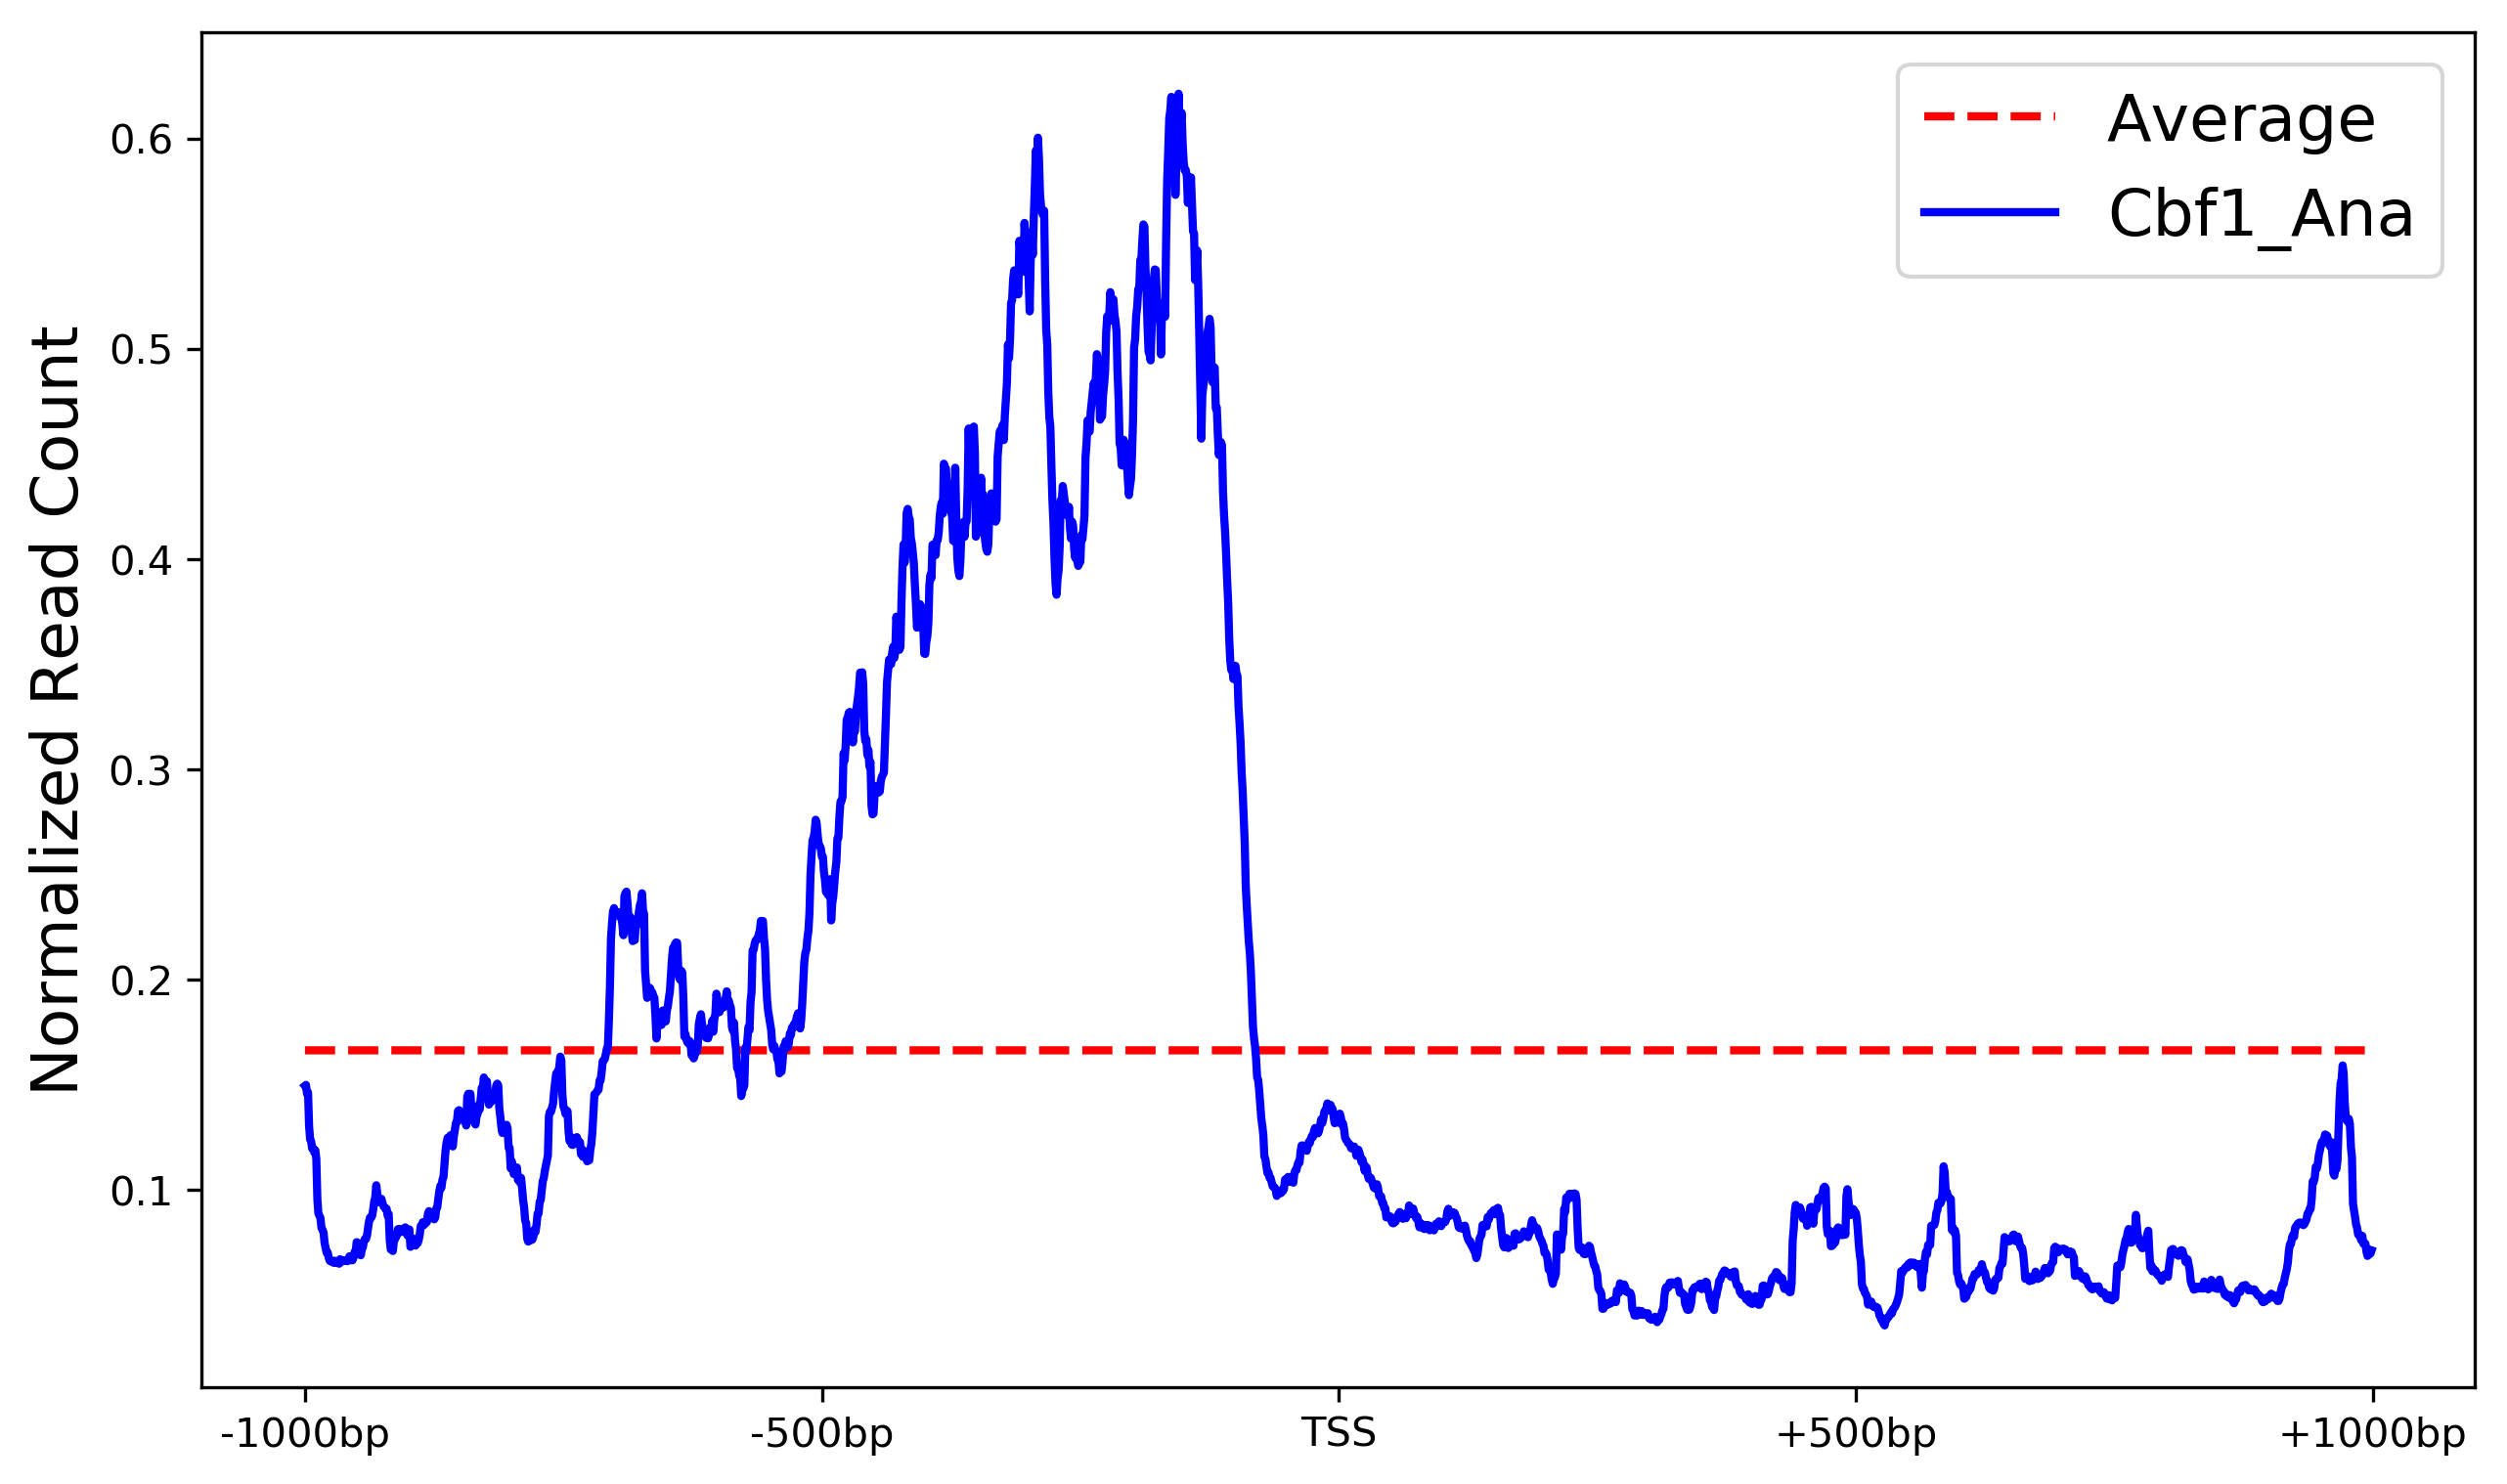 Average
Cbf1_Ana
Normalized Read Count
0.6
0.5
0.4
0.3
0.2
0.1
-1000bp
-500bp
TSS
+500bp
+1000bp